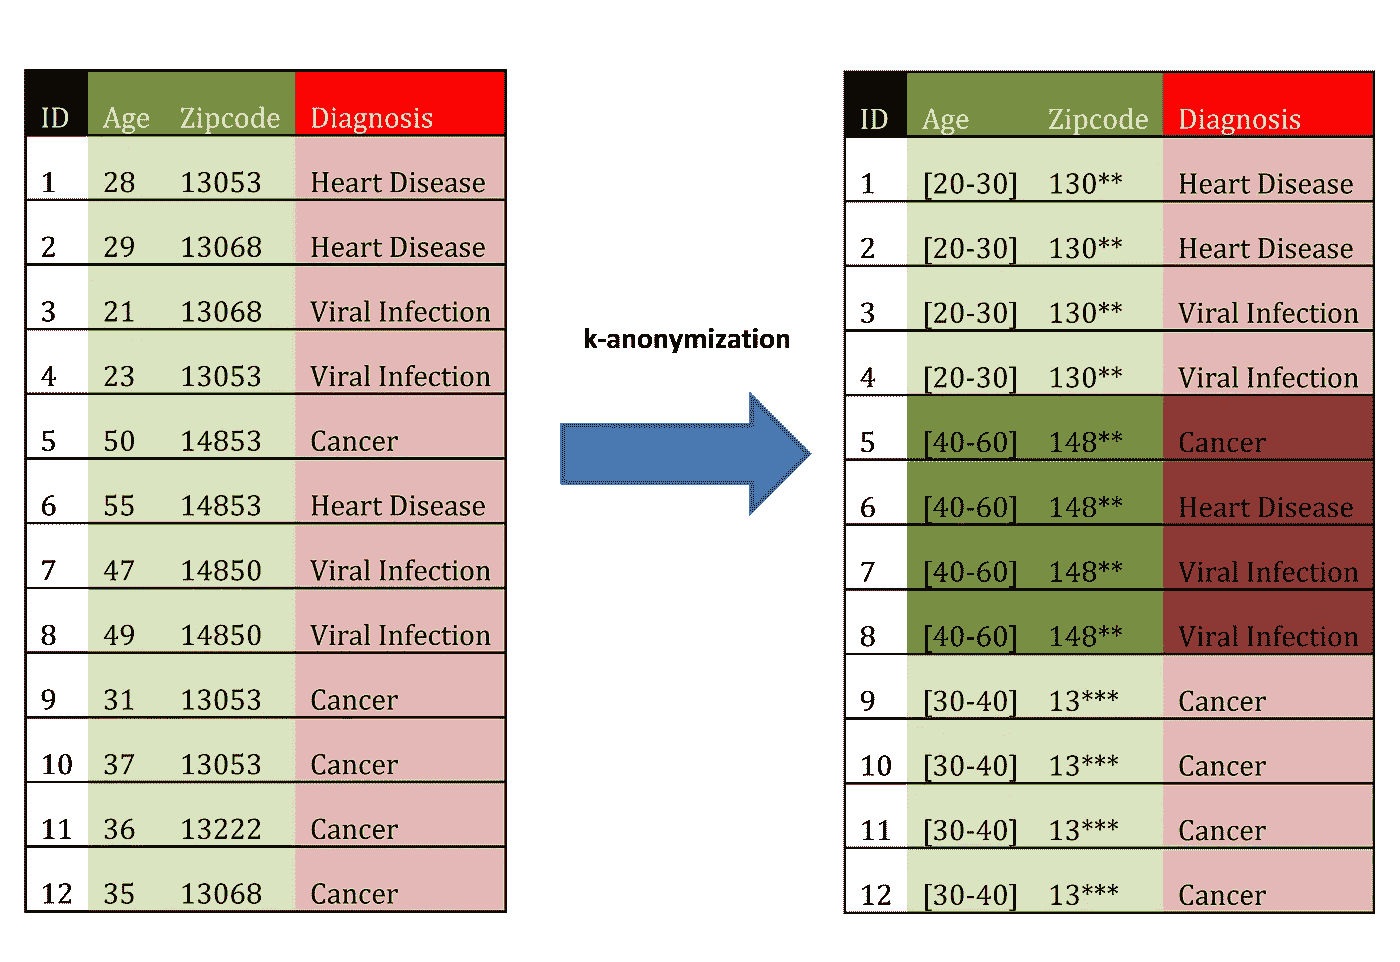 ID Age Zipcode Diagnosis
1 28 13053 Heart Disease
2 29 13068 Heart Disease
3 21 13068 Viral Infection
4 23 13053 Viral Infection
5 50 14853 Cancer
6 55 14853 Heart Disease
7 47 14850 Viral Infection
8 49 14850 Viral Infection
9 31 13053 Cancer
10 37 13053 Cancer
11 36 13222 Cancer
12 35 13068 Cancer
k-anonymization
ID Age Zipcode Diagnosis
1 [20-30] 130** Heart Disease
2 [20-30] 130** Heart Disease
3 [20-30] 130** Viral Infection
4 [20-30] 130** Viral Infection
5 [40-60] 148** Cancer
6 [40-60] 148** Heart Disease
7 [40-60] 148** Viral Infection
8 [40-60] 148** Viral Infection
9 [30-40] 13*** Cancer
10 [30-40] 13*** Cancer
11 [30-40] 13*** Cancer
12 [30-40] 13*** Cancer